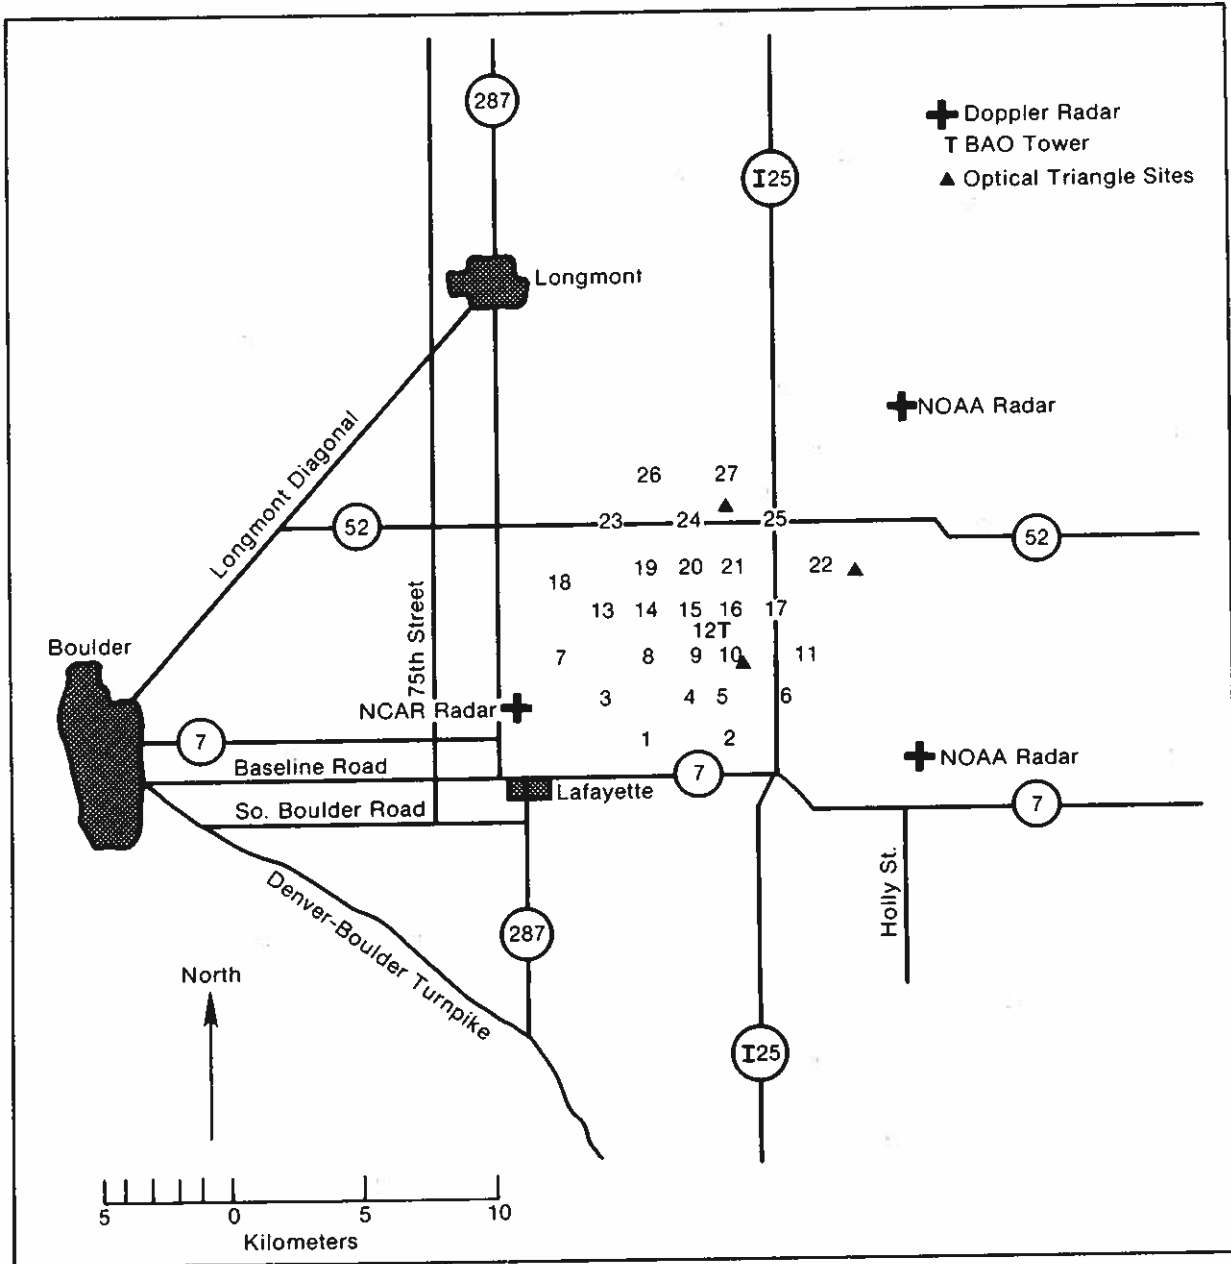 287
Doppler Radar
T BAO Tower
I25
Optical Triangle Sites
Longmont
NOAA Radar
Longmont Diagonal
26 27
23 24 25
52
52
18 19 20 21 22
75th Street
13 14 15 16 17
12T
Boulder
7 8 9 10 11
3 4 5 6
NCAR Radar
1 2
7
Baseline Road
7
NOAA Radar
Lafayette
So. Boulder Road
7
Holly St.
Denver-Boulder Turnpike
287
North
I25
5 0 5 10
Kilometers